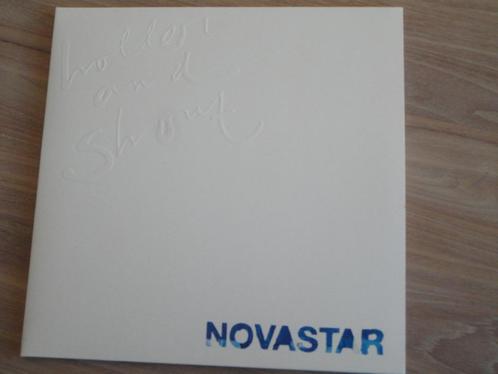 holler
and
Shout
NOVASTAR